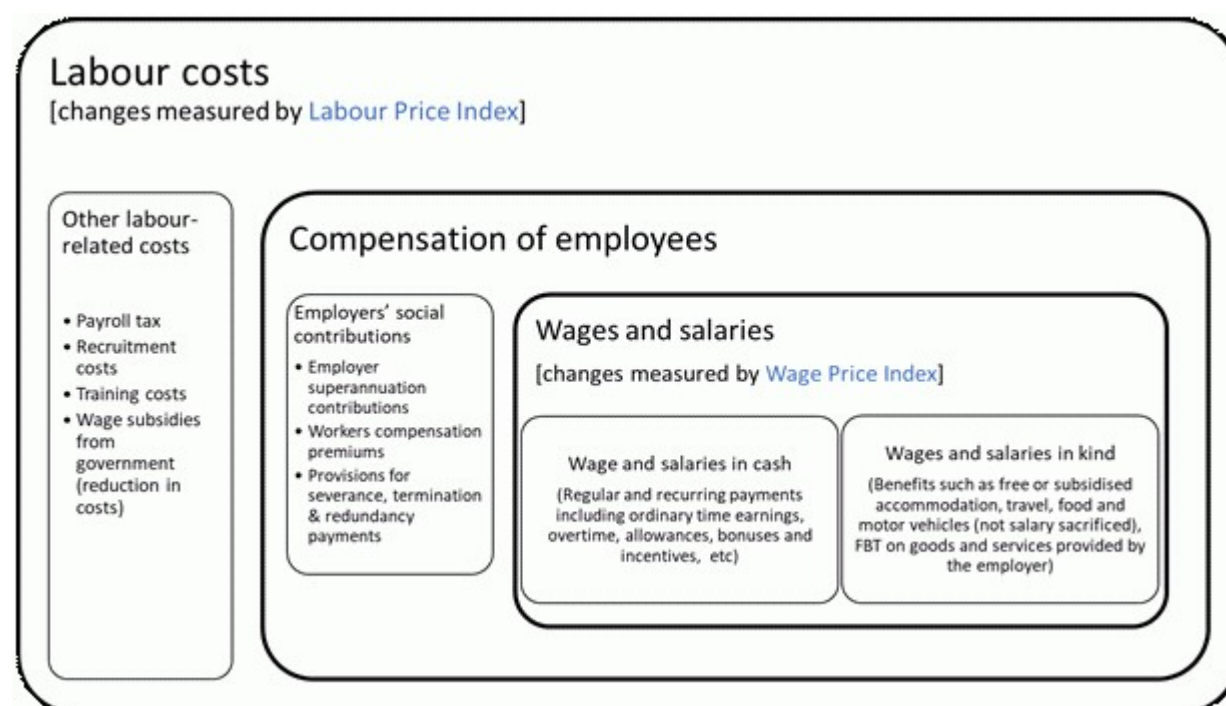 Labour costs
[changes measured by Labour Price Index]
Other labour-
related costs
• Payroll tax
• Recruitment
costs
• Training costs
• Wage subsidies
from
government
(reduction in
costs)
Compensation of employees
Employers' social
contributions
• Employer
superannuation
contributions
• Workers compensation
premiums
• Provisions for
severance, termination
& redundancy
payments
Wages and salaries
[changes measured by Wage Price Index]
Wage and salaries in cash
(Regular and recurring payments
including ordinary time earnings,
overtime, allowances, bonuses and
incentives, etc)
Wages and salaries in kind
(Benefits such as free or subsidised
accommodation, travel, food and
motor vehicles (not salary sacrificed),
FBT on goods and services provided by
the employer)